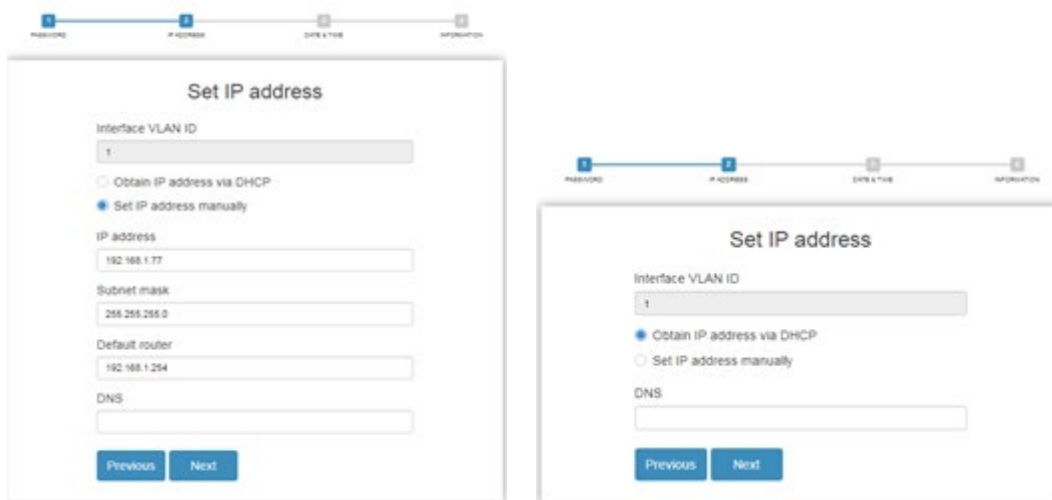 1 2 3 4
PASSWORD IP ADDRESS DATE & TIME INFORMATION
Set IP address
Interface VLAN ID
1
Obtain IP address via DHCP
Set IP address manually
IP address
192.168.1.77
Subnet mask
255.255.255.0
Default router
192.168.1.254
DNS
Previous Next
1 2 3 4
PASSWORD IP ADDRESS DATE & TIME INFORMATION
Set IP address
Interface VLAN ID
1
Obtain IP address via DHCP
Set IP address manually
DNS
Previous Next